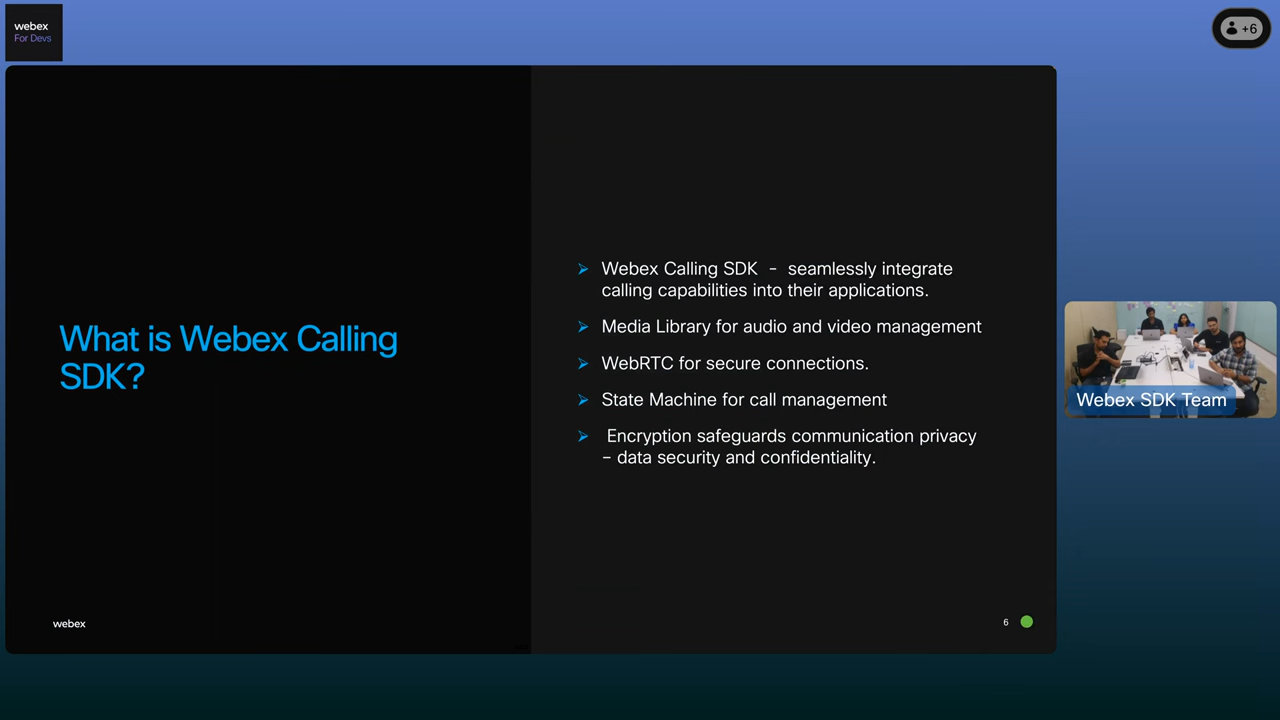 webex
For Devs
+6
What is Webex Calling
SDK?
Webex Calling SDK - seamlessly integrate
calling capabilities into their applications.
Media Library for audio and video management
WebRTC for secure connections.
State Machine for call management
Encryption safeguards communication privacy
– data security and confidentiality.
Webex SDK Team
webex
6